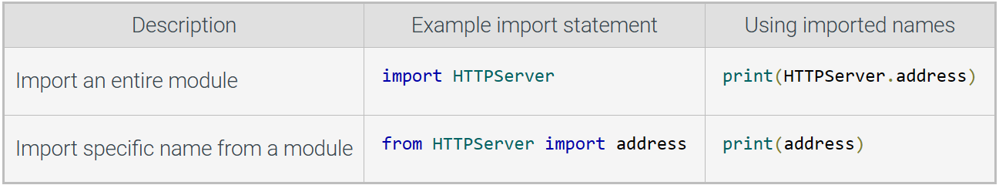 Description Example import statement Using imported names
Import an entire module import HTTPServer print(HTTPServer.address)
Import specific name from a module from HTTPServer import address print(address)